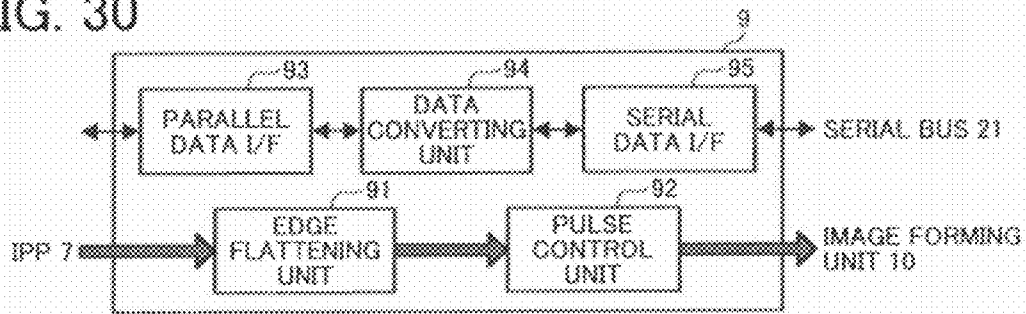 IG. 30
9
93
94
95
PARALLEL
DATA I/F
DATA
CONVERTING
UNIT
SERIAL
DATA I/F
SERIAL BUS 21
91
92
IPP 7
EDGE
FLATTENING
UNIT
PULSE
CONTROL
UNIT
IMAGE FORMING
UNIT 10